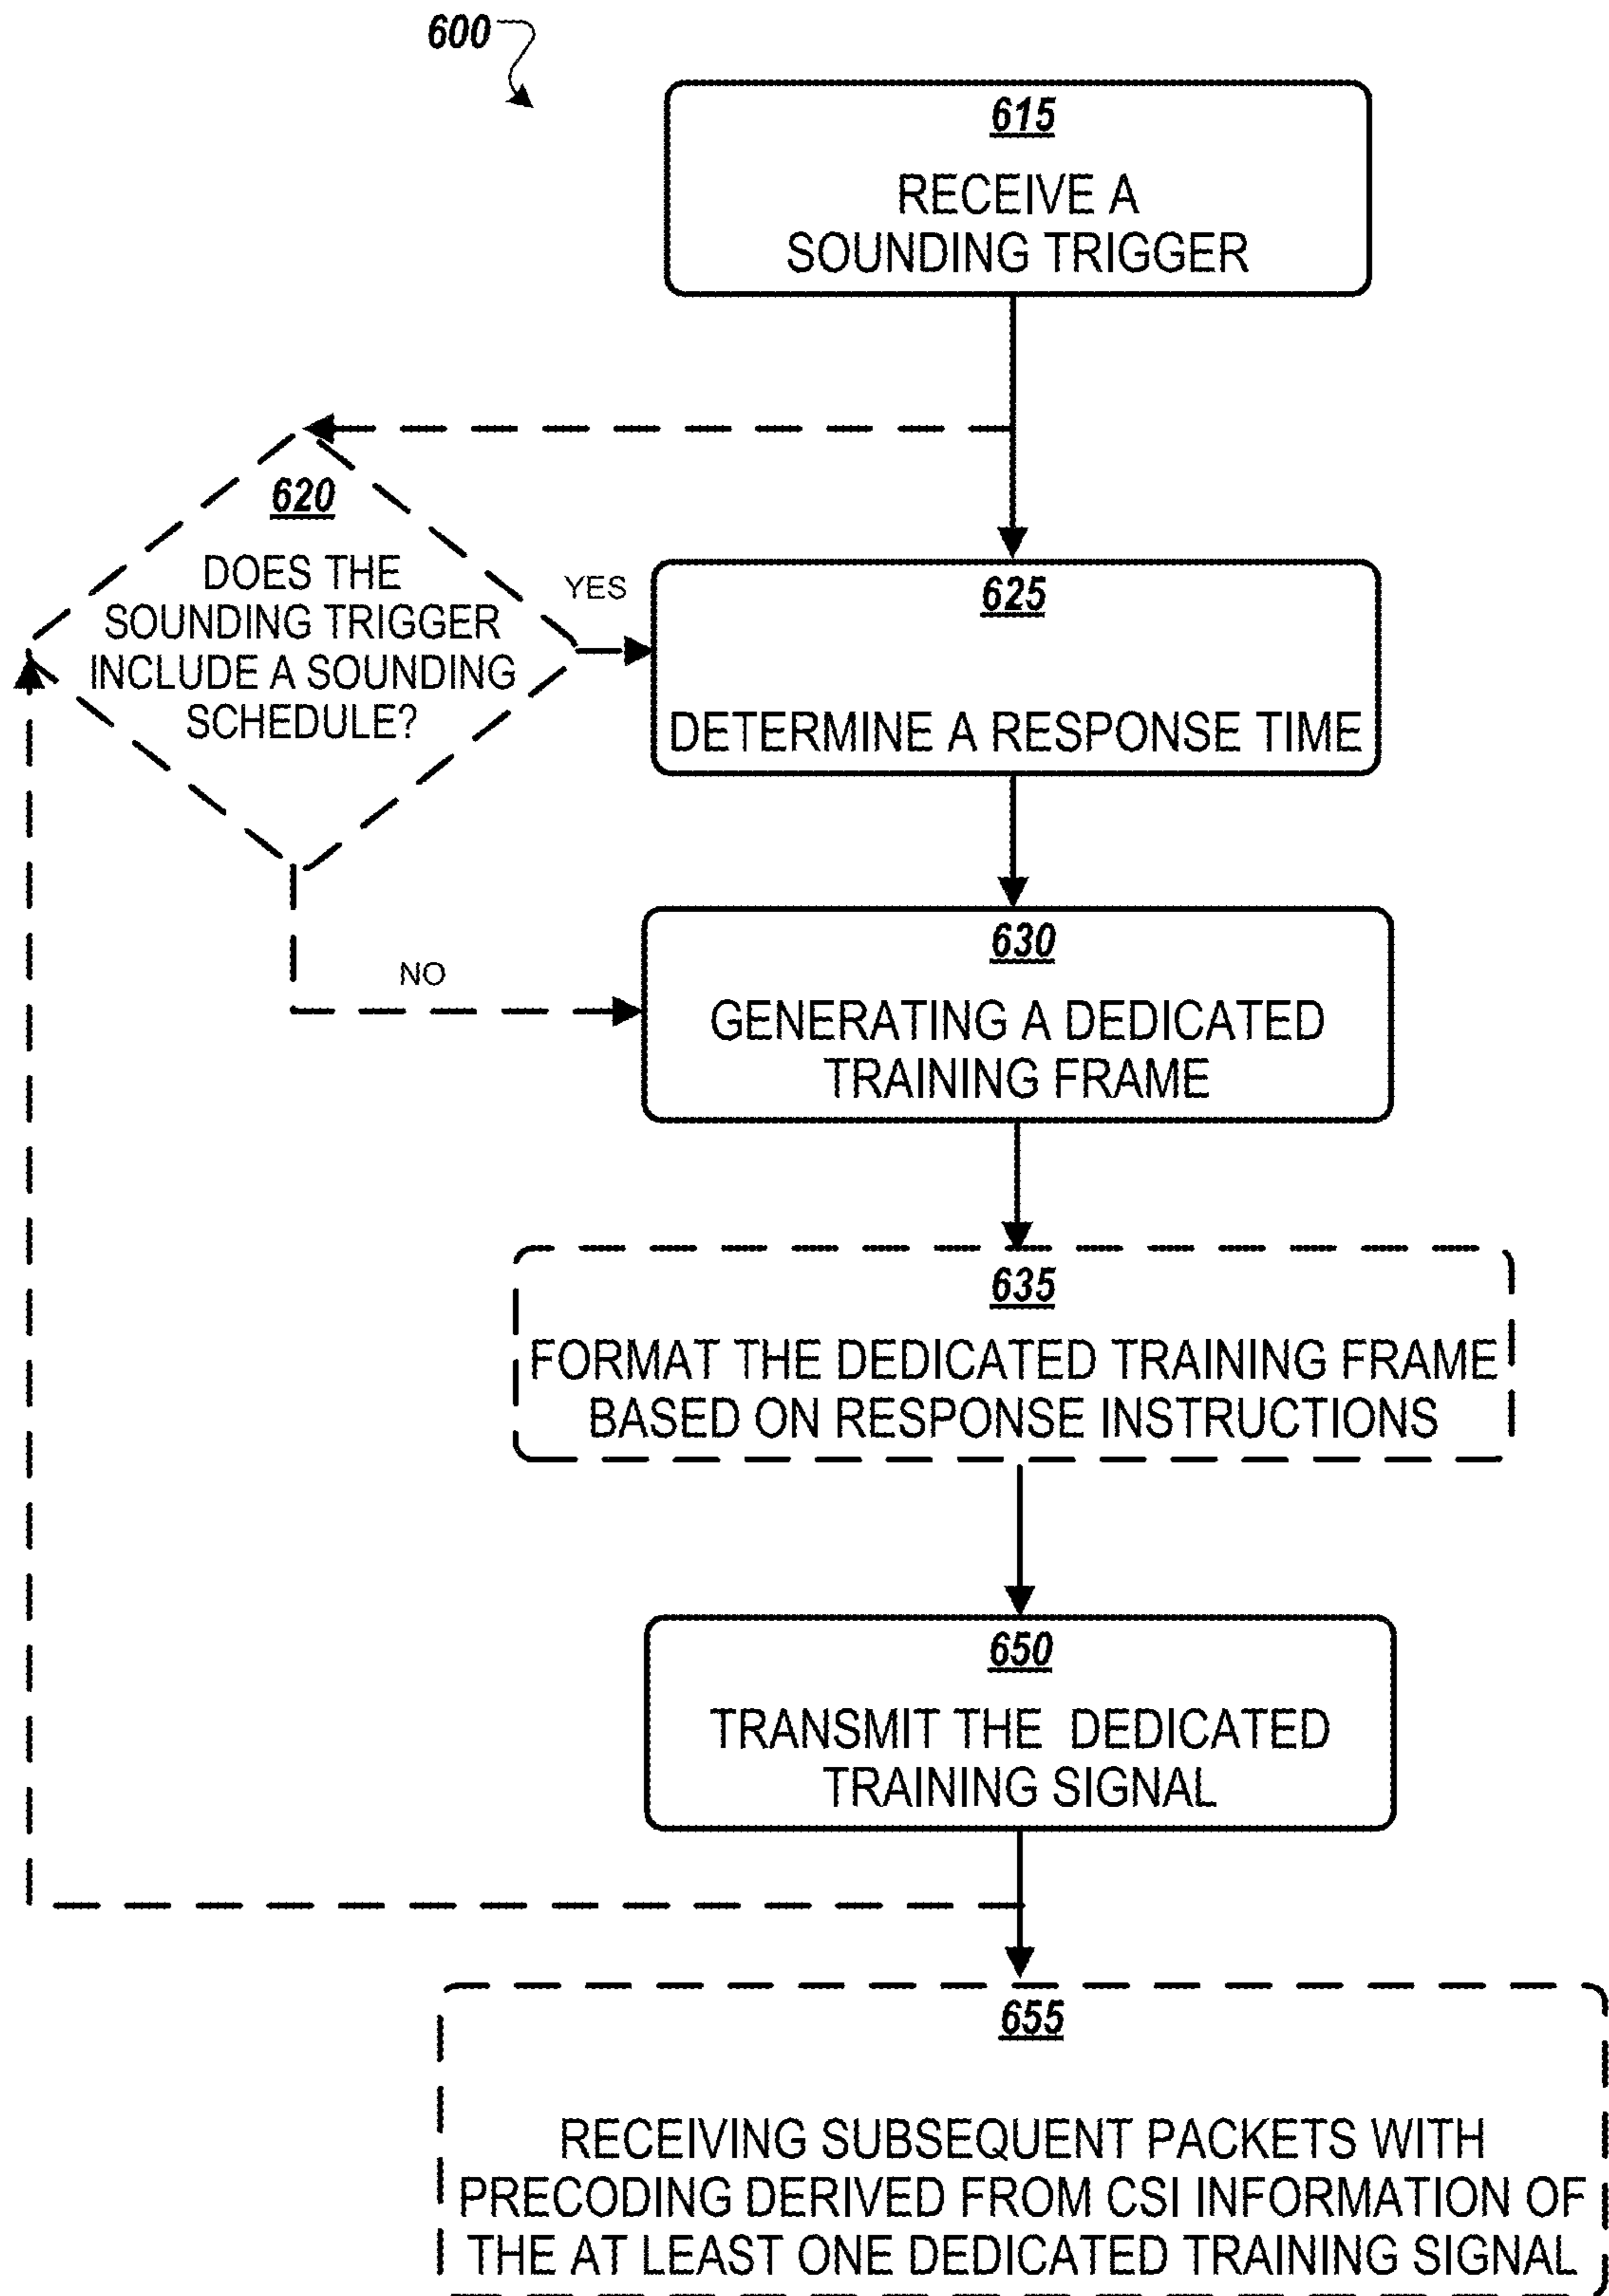 600
615
RECEIVE A
SOUNDING TRIGGER
620
DOES THE
SOUNDING TRIGGER
INCLUDE A SOUNDING
SCHEDULE?
YES
625
DETERMINE A RESPONSE TIME
NO
630
GENERATING A DEDICATED
TRAINING FRAME
635
FORMAT THE DEDICATED TRAINING FRAME
BASED ON RESPONSE INSTRUCTIONS
650
TRANSMIT THE DEDICATED
TRAINING SIGNAL
655
RECEIVING SUBSEQUENT PACKETS WITH
PRECODING DERIVED FROM CSI INFORMATION OF
THE AT LEAST ONE DEDICATED TRAINING SIGNAL